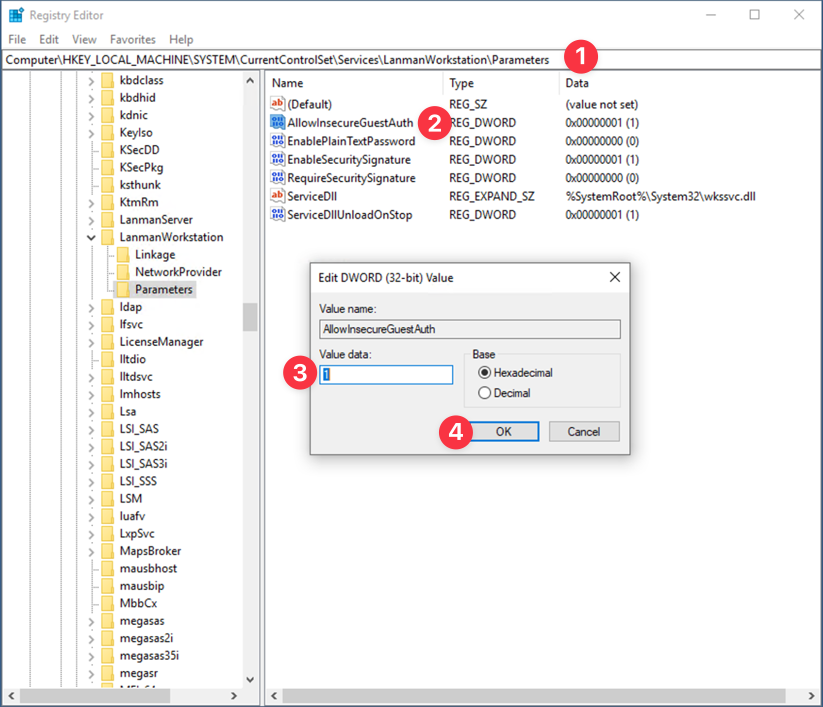 Registry Editor
File Edit View Favorites Help
Computer\HKEY_LOCAL_MACHINE\SYSTEM\CurrentControlSet\Services\LanmanWorkstation\Parameters
1
kbdclass
kbdhid
kdnic
KeyIso
KSecDD
KSecPkg
ksthunk
KtmRm
LanmanServer
LanmanWorkstation
Linkage
NetworkProvider
Parameters
ldap
lfsvc
LicenseManager
lltdio
lltdsvc
lmhosts
Lsa
LSI_SAS
LSI_SAS2i
LSI_SAS3i
LSI_SSS
LSM
luafv
LxpSvc
MapsBroker
mausbhost
mausbip
MbbCx
megasas
megasas2i
megasas35i
megasr
Name Type Data
(Default) REG_SZ (value not set)
AllowInsecureGuestAuth 2 REG_DWORD 0x00000001 (1)
EnablePlainTextPassword REG_DWORD 0x00000000 (0)
EnableSecuritySignature REG_DWORD 0x00000001 (1)
RequireSecuritySignature REG_DWORD 0x00000000 (0)
ServiceDll REG_EXPAND_SZ %SystemRoot%\System32\wkssvc.dll
ServiceDllUnloadOnStop REG_DWORD 0x00000001 (1)
Edit DWORD (32-bit) Value
Value name:
AllowInsecureGuestAuth
Value data:
3 1
Base
Hexadecimal
Decimal
4 OK Cancel